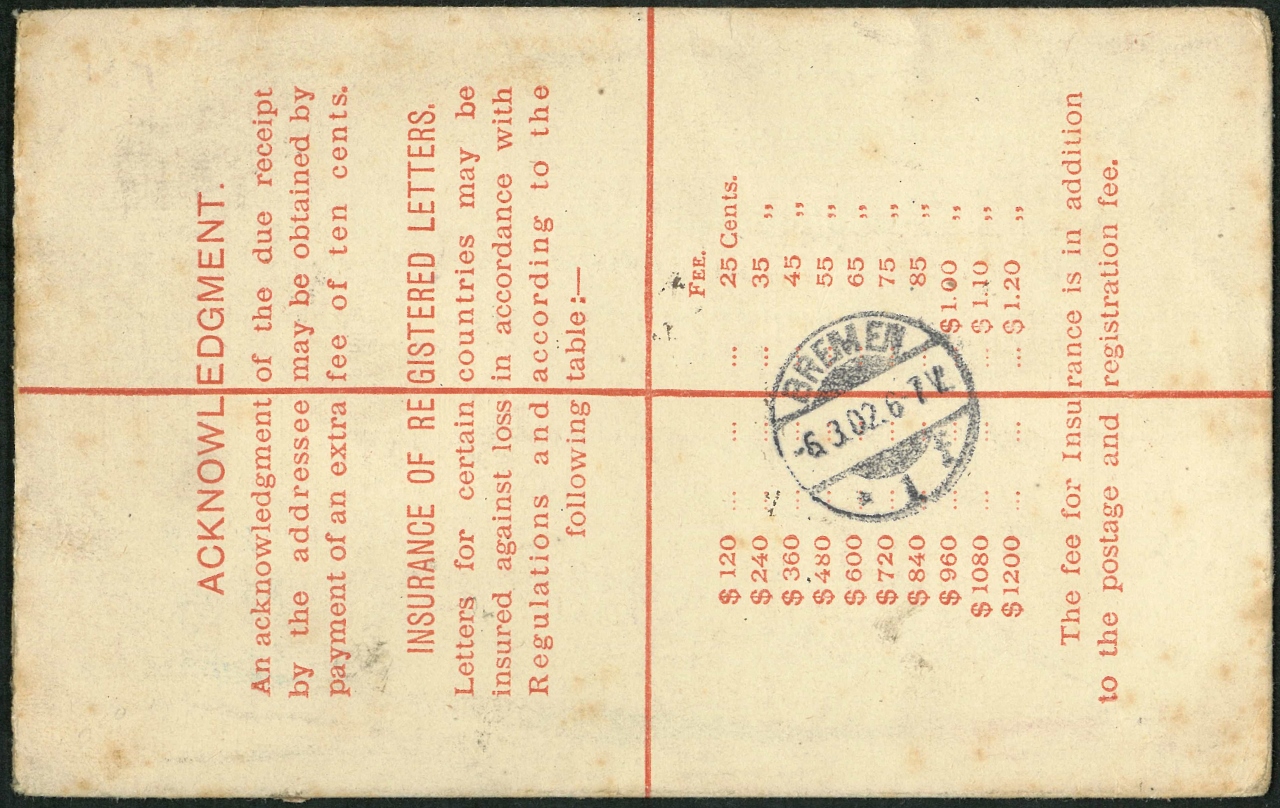 ACKNOWLEDGMENT.
An acknowledgment of the due receipt
by the addressee may be obtained by
payment of an extra fee of ten cents.
INSURANCE OF REGISTERED LETTERS.
Letters for certain countries may be
insured against loss in accordance with
Regulations and according to the
following table:—
FEE.
$ 120 ... ... ... 25 Cents.
$ 240 ... ... ... 35 „
$ 360 ... ... ... 45 „
$ 480 ... ... ... 55 „
$ 600 ... ... ... 65 „
$ 720 ... ... ... 75 „
$ 840 ... ... ... 85 „
$ 960 ... ... ... $ 1.00 „
$ 1080 ... ... ... $ 1.10 „
$ 1200 ... ... ... $ 1.20 „
The fee for Insurance is in addition
to the postage and registration fee.
BREMEN
-6.3.02.6-7V.
* 1